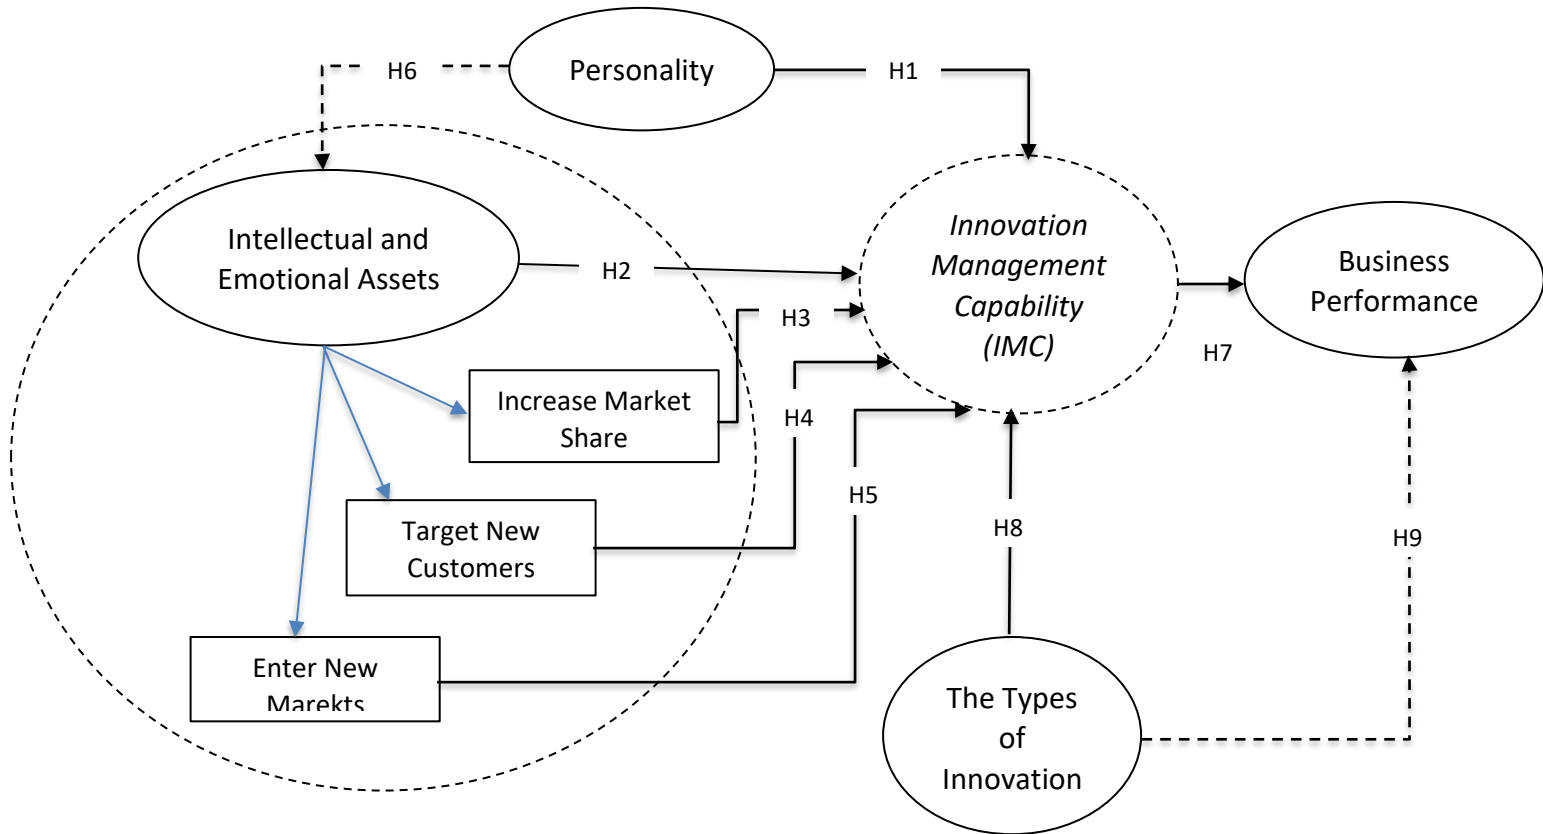 H6
Personality
H1
Intellectual and
Emotional Assets
H2
Innovation
Management
Capability
(IMC)
Business
Performance
H3
H7
Increase Market
Share
H4
Target New
Customers
H5
H8
H9
Enter New
Marekts
The Types
of
Innovation